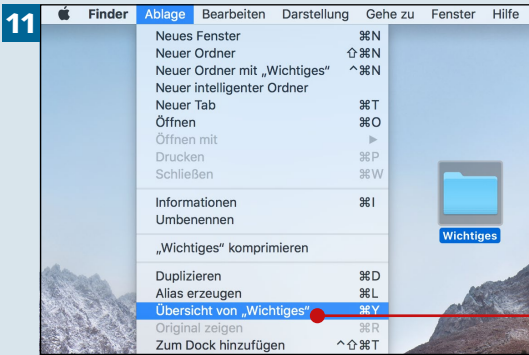 11
Finder Ablage Bearbeiten Darstellung Gehe zu Fenster Hilfe
Neues Fenster ⌘N
Neuer Ordner ⇧⌘N
Neuer Ordner mit „Wichtiges“ ^⌘N
Neuer intelligenter Ordner
Neuer Tab ⌘T
Öffnen ⌘O
Öffnen mit ▶
Drucken ⌘P
Schließen ⌘W
Informationen ⌘I
Umbenennen
„Wichtiges“ komprimieren
Duplizieren ⌘D
Alias erzeugen ⌘L
Übersicht von „Wichtiges“ ⌘Y
Original zeigen ⌘R
Zum Dock hinzufügen ^⇧⌘T
Wichtiges